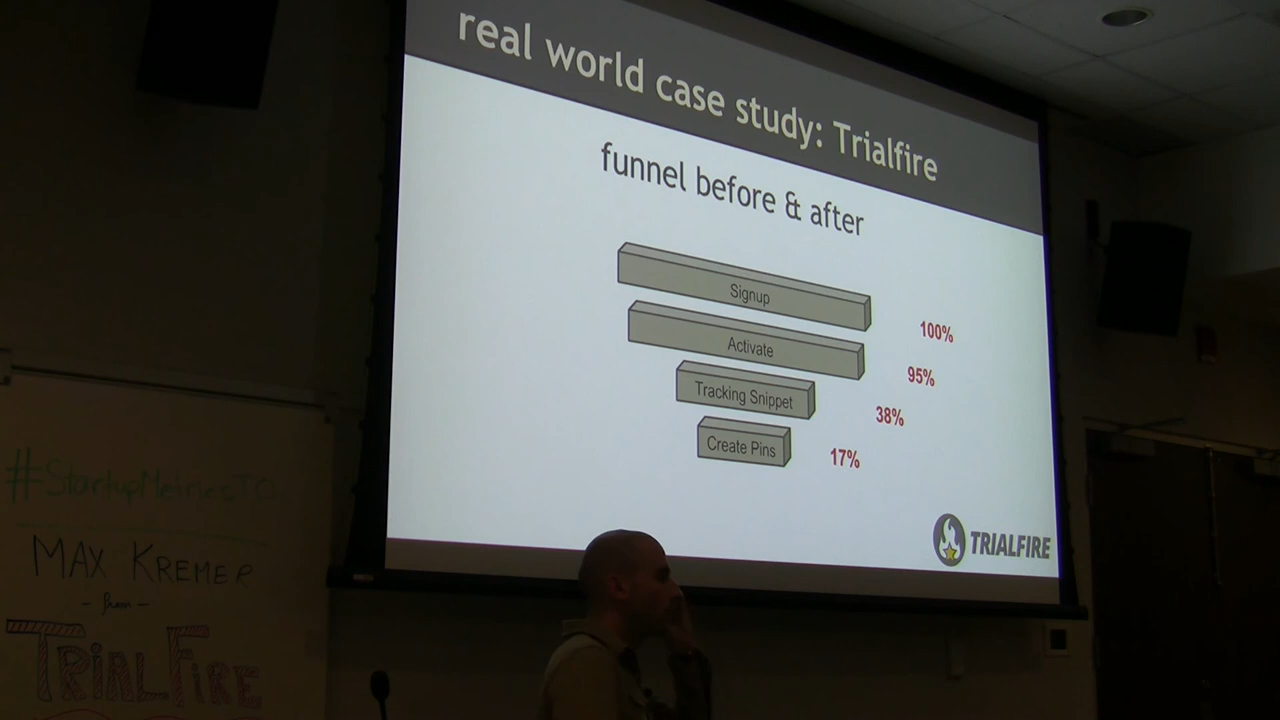 real world case study: Trialfire
funnel before & after
Signup
100%
Activate
95%
Tracking Snippet
38%
Create Pins
17%
TRIALFIRE
#StartupMetricsTO
MAX KREMER
- from -
TRIALFIRE